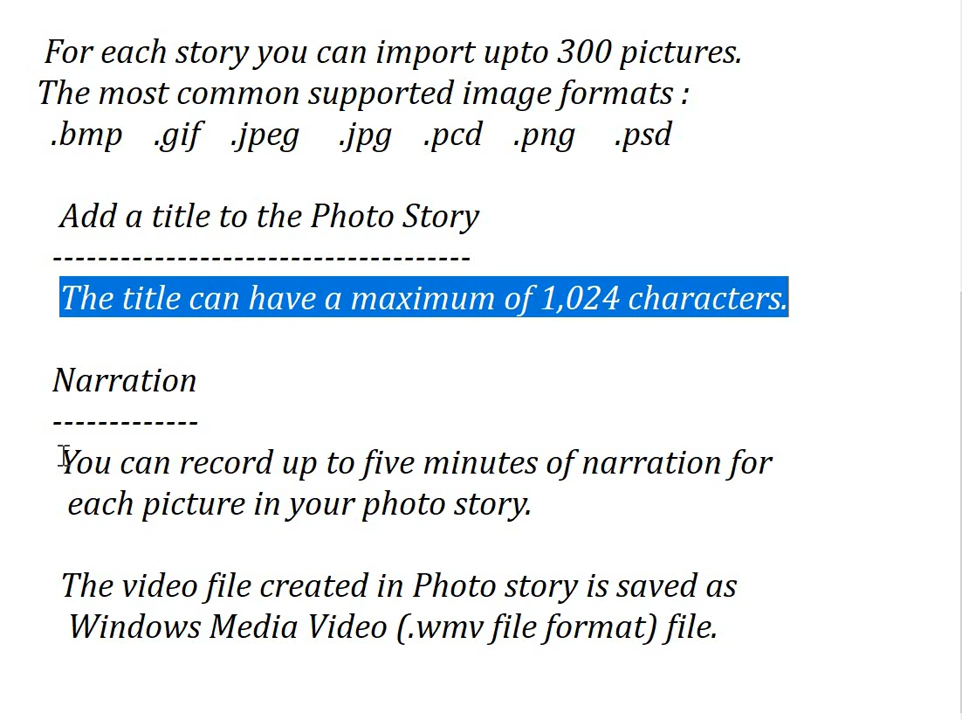 For each story you can import upto 300 pictures.
The most common supported image formats :
.bmp .gif .jpeg .jpg .pcd .png .psd
Add a title to the Photo Story
-------------------------------------
The title can have a maximum of 1,024 characters.
Narration
-------------
You can record up to five minutes of narration for
each picture in your photo story.
The video file created in Photo story is saved as
Windows Media Video (.wmv file format) file.